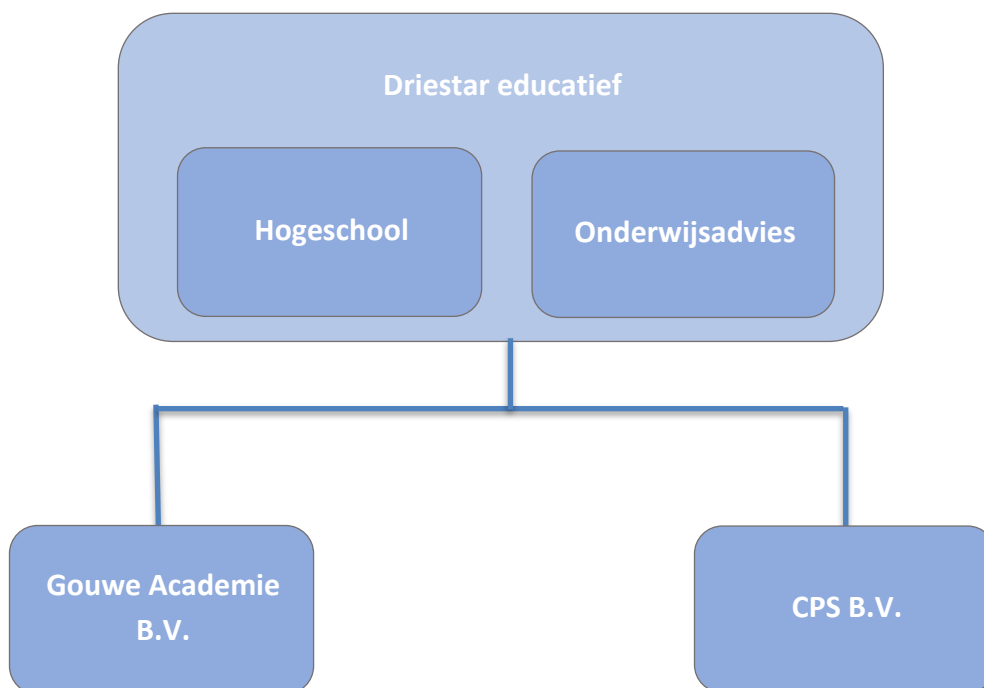 Driestar educatief
Hogeschool
Onderwijsadvies
Gouwe Academie
B.V.
CPS B.V.